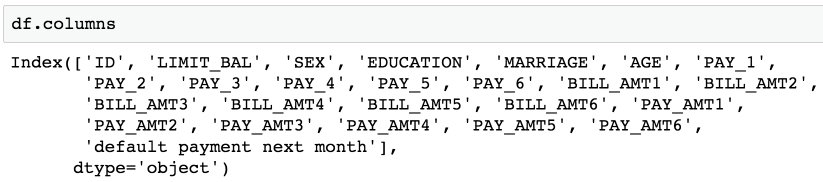 df.columns
Index(['ID', 'LIMIT_BAL', 'SEX', 'EDUCATION', 'MARRIAGE', 'AGE', 'PAY_1',
'PAY_2', 'PAY_3', 'PAY_4', 'PAY_5', 'PAY_6', 'BILL_AMT1', 'BILL_AMT2',
'BILL_AMT3', 'BILL_AMT4', 'BILL_AMT5', 'BILL_AMT6', 'PAY_AMT1',
'PAY_AMT2', 'PAY_AMT3', 'PAY_AMT4', 'PAY_AMT5', 'PAY_AMT6',
'default payment next month'],
dtype='object')